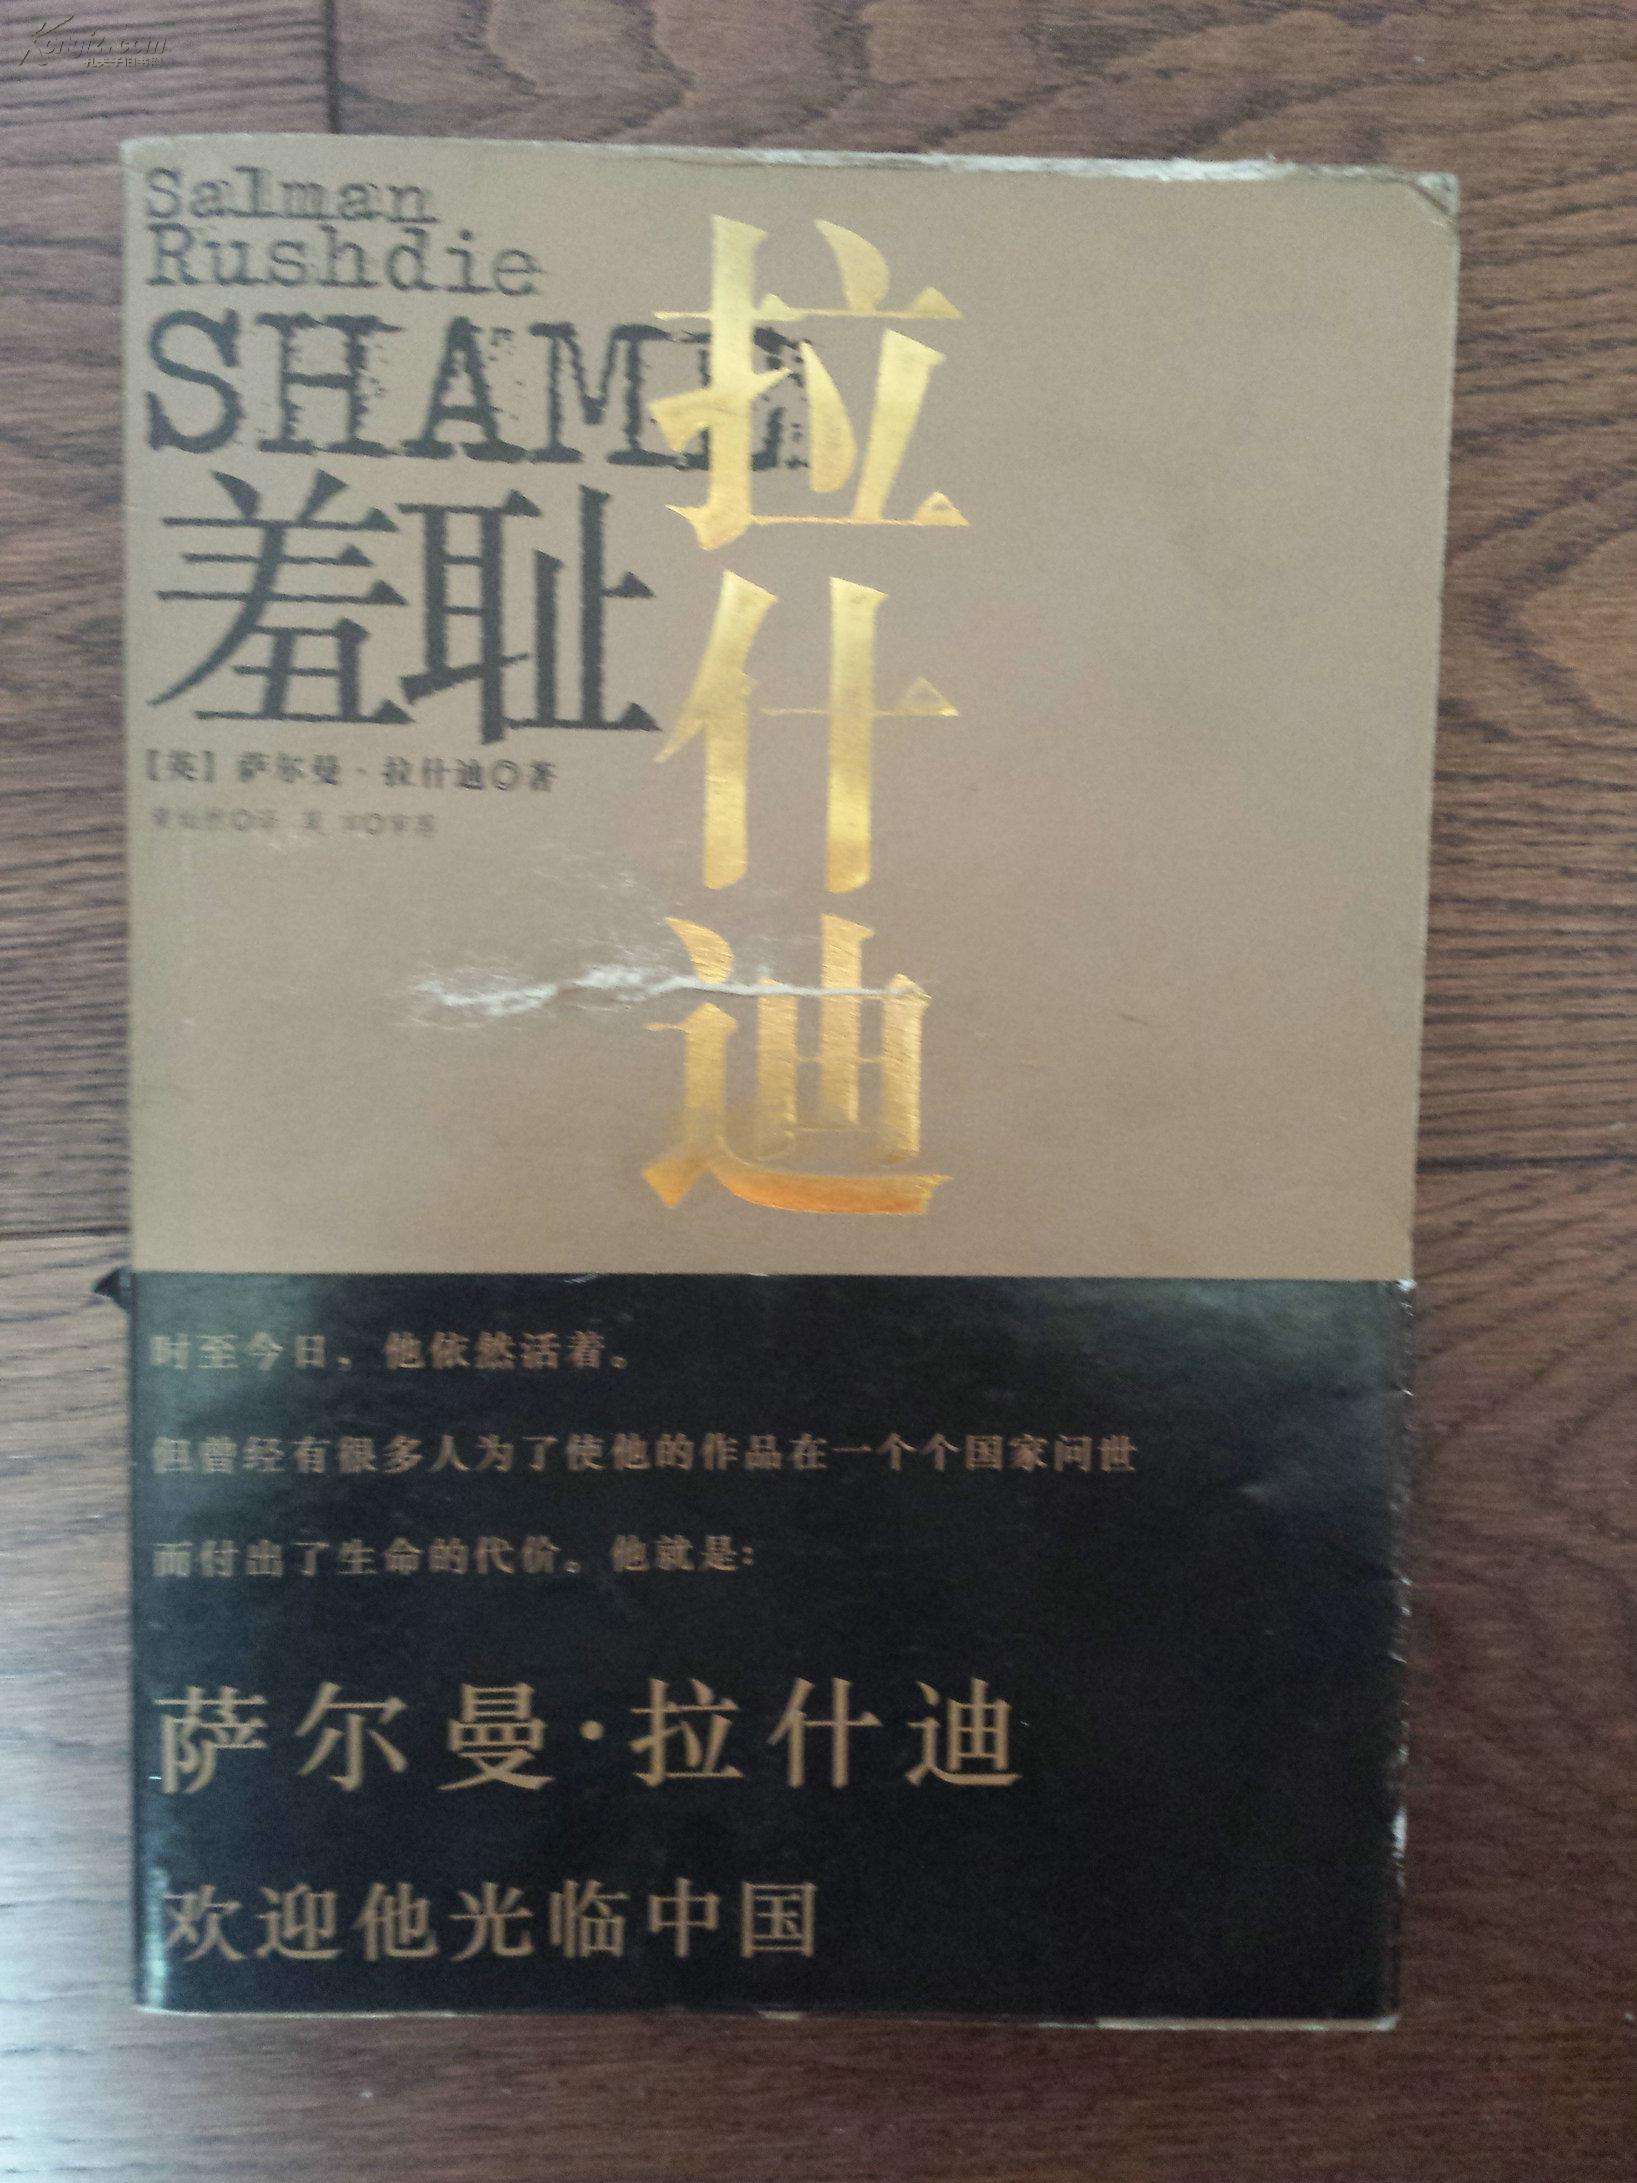 Kongfz.com
Salman
Rushdie
SHAME
羞耻
[英] 萨尔曼·拉什迪◎著
拉什迪
时至今日，他依然活着。
但曾经有很多人为了使他的作品在一个个国家问世
而付出了生命的代价。他就是：
萨尔曼·拉什迪
欢迎他光临中国